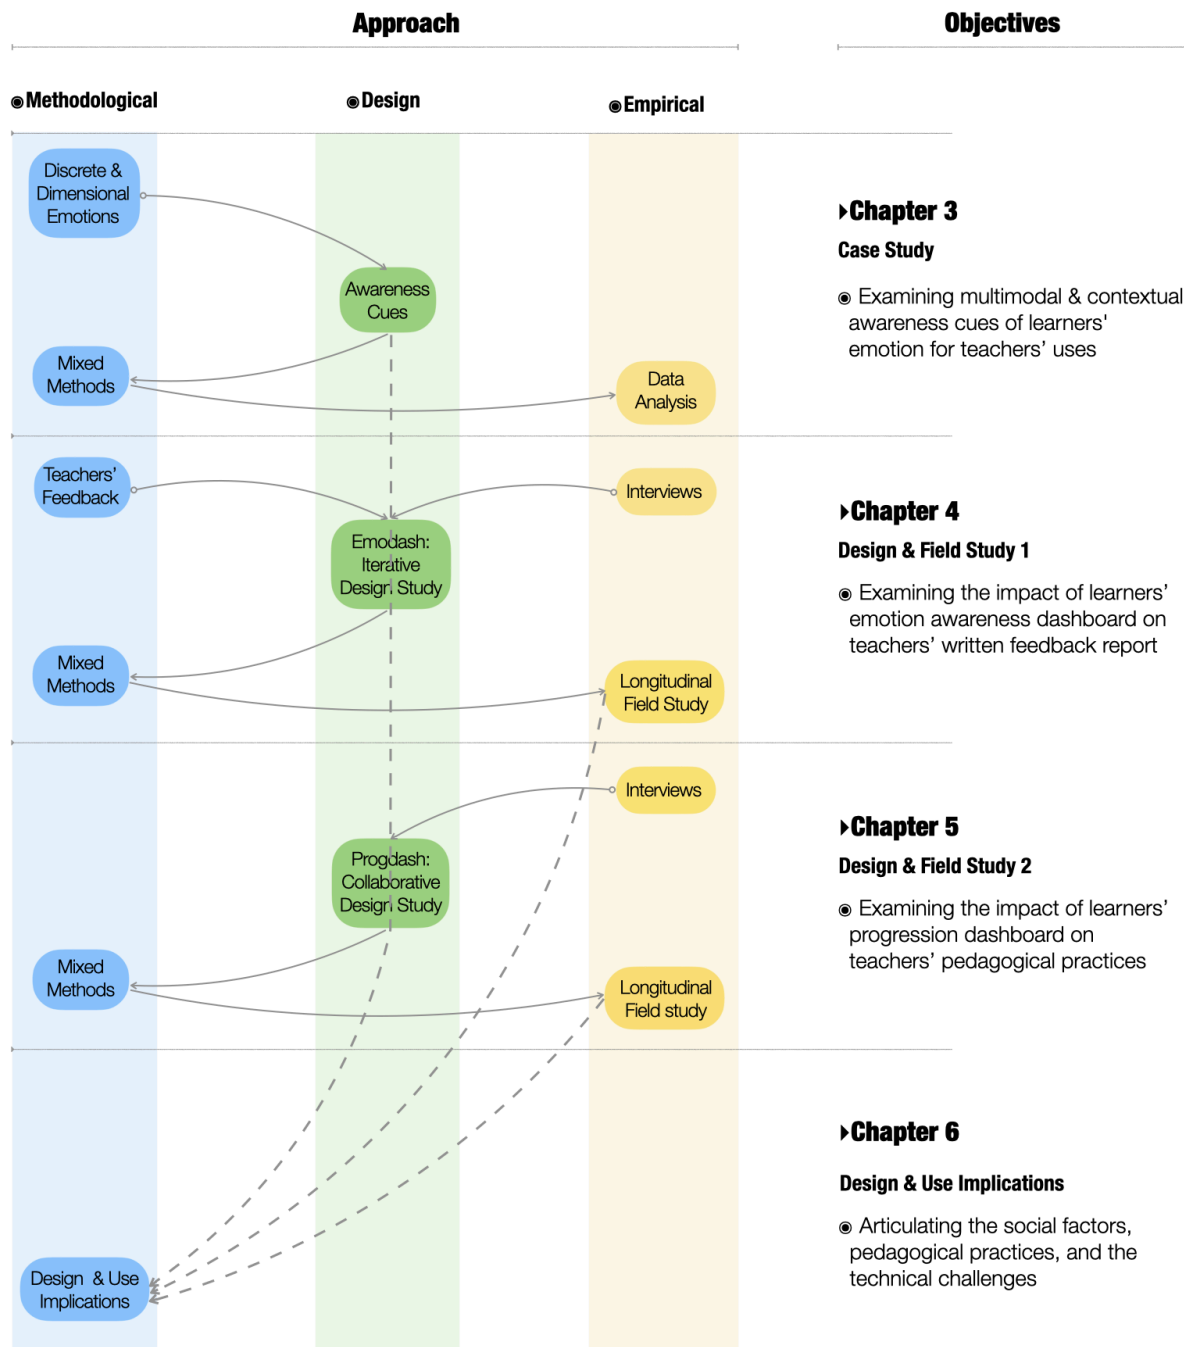 Approach
Objectives
◉Methodological
◉Design
◉Empirical
Discrete &
Dimensional
Emotions
Awareness
Cues
Mixed
Methods
Data
Analysis
▸Chapter 3
Case Study
◉ Examining multimodal & contextual
awareness cues of learners'
emotion for teachers’ uses
Teachers’
Feedback
Interviews
Emodash:
Iterative
Design Study
Mixed
Methods
Longitudinal
Field Study
▸Chapter 4
Design & Field Study 1
◉ Examining the impact of learners’
emotion awareness dashboard on
teachers’ written feedback report
Interviews
Progdash:
Collaborative
Design Study
Mixed
Methods
Longitudinal
Field study
▸Chapter 5
Design & Field Study 2
◉ Examining the impact of learners’
progression dashboard on
teachers’ pedagogical practices
Design & Use
Implications
▸Chapter 6
Design & Use Implications
◉ Articulating the social factors,
pedagogical practices, and the
technical challenges